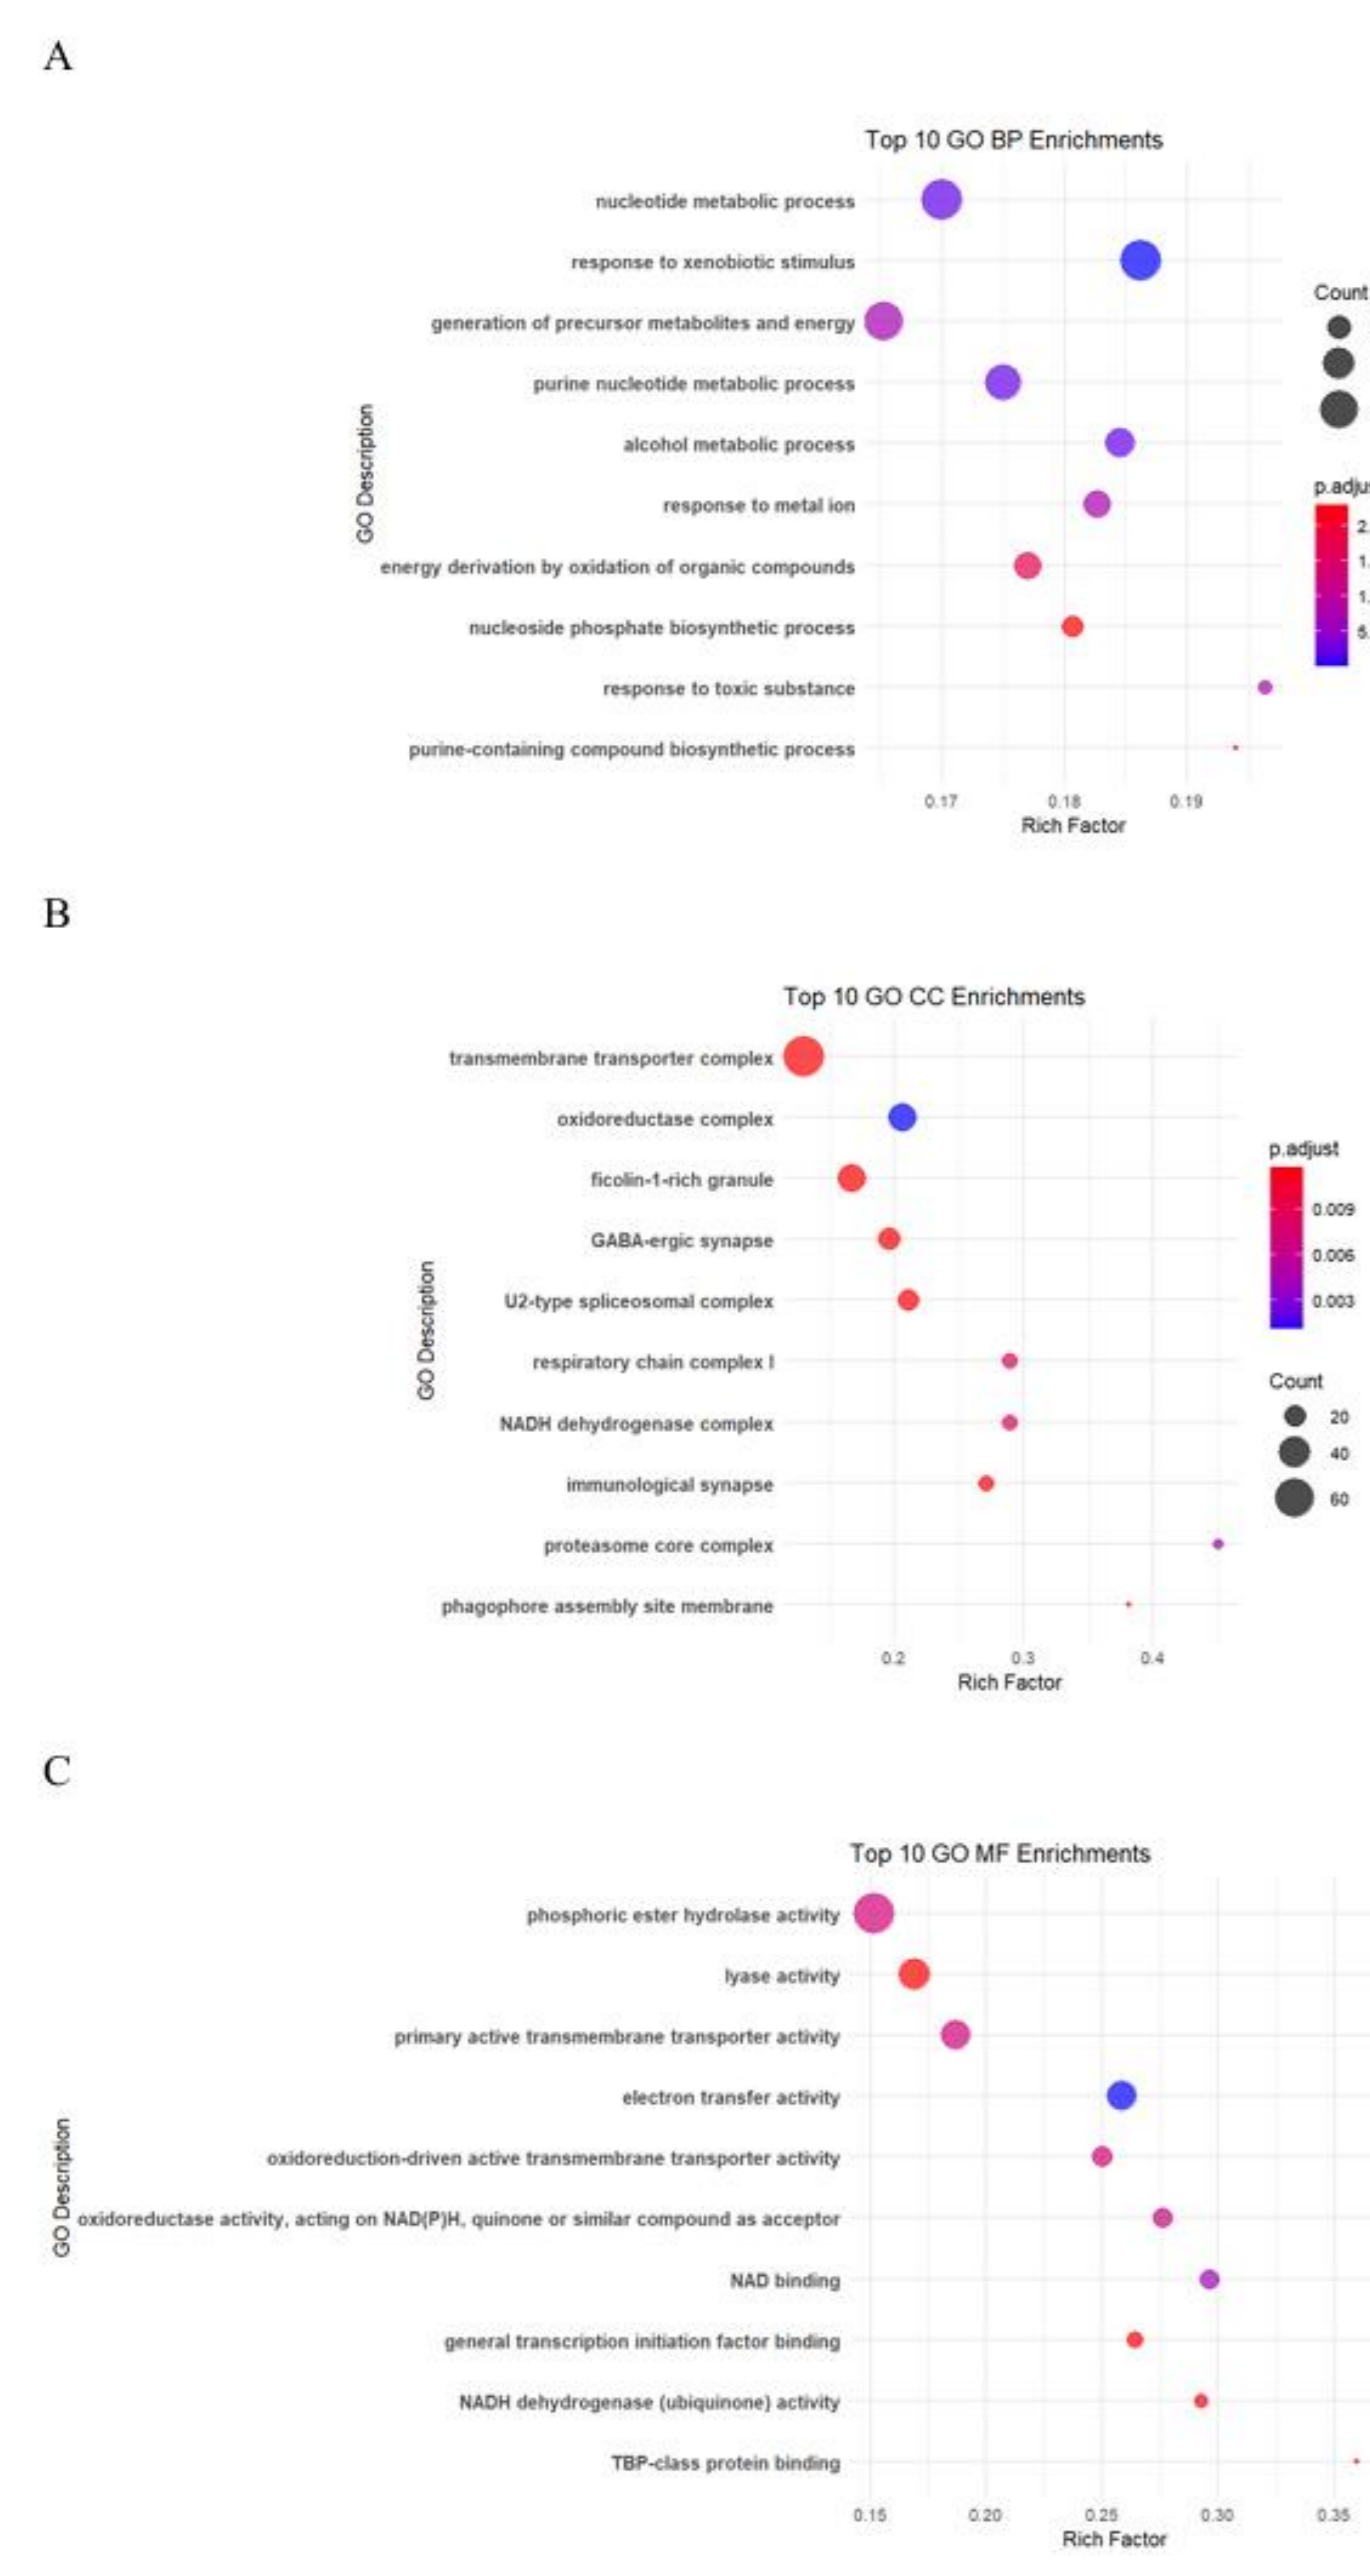 A
Top 10 GO BP Enrichments
nucleotide metabolic process
response to xenobiotic stimulus
generation of precursor metabolites and energy
purine nucleotide metabolic process
alcohol metabolic process
response to metal ion
energy derivation by oxidation of organic compounds
nucleoside phosphate biosynthetic process
response to toxic substance
purine-containing compound biosynthetic process
GO Description
0.17 0.18 0.19
Rich Factor
Count
p.adjus
2.
1.
1.
5.
B
Top 10 GO CC Enrichments
transmembrane transporter complex
oxidoreductase complex
ficolin-1-rich granule
GABA-ergic synapse
U2-type spliceosomal complex
respiratory chain complex I
NADH dehydrogenase complex
immunological synapse
proteasome core complex
phagophore assembly site membrane
GO Description
0.2 0.3 0.4
Rich Factor
p.adjust
0.009
0.006
0.003
Count
20
40
60
C
Top 10 GO MF Enrichments
phosphoric ester hydrolase activity
lyase activity
primary active transmembrane transporter activity
electron transfer activity
oxidoreduction-driven active transmembrane transporter activity
oxidoreductase activity, acting on NAD(P)H, quinone or similar compound as acceptor
NAD binding
general transcription initiation factor binding
NADH dehydrogenase (ubiquinone) activity
TBP-class protein binding
GO Description
0.15 0.20 0.25 0.30 0.35
Rich Factor